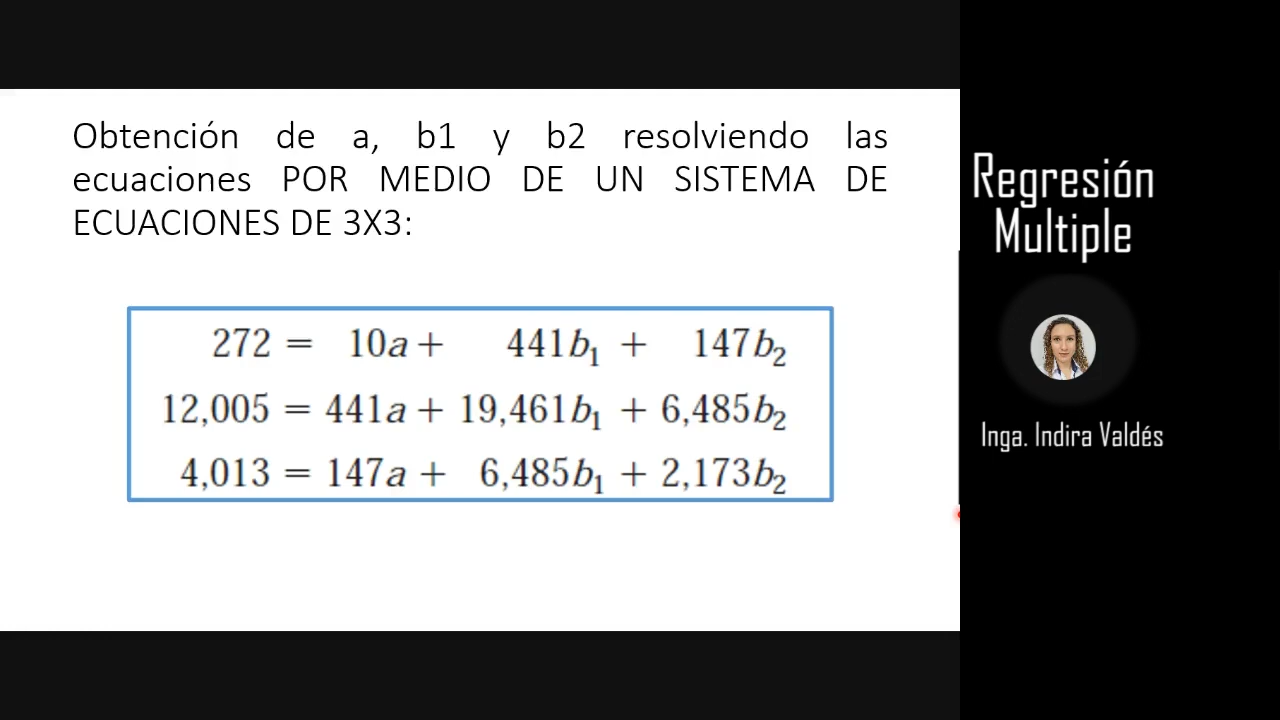 Obtención de a, b1 y b2 resolviendo las
ecuaciones POR MEDIO DE UN SISTEMA DE
ECUACIONES DE 3X3:
272 = 10a + 441b₁ + 147b₂
12,005 = 441a + 19,461b₁ + 6,485b₂
4,013 = 147a + 6,485b₁ + 2,173b₂
Regresión
Multiple
Inga. Indira Valdés